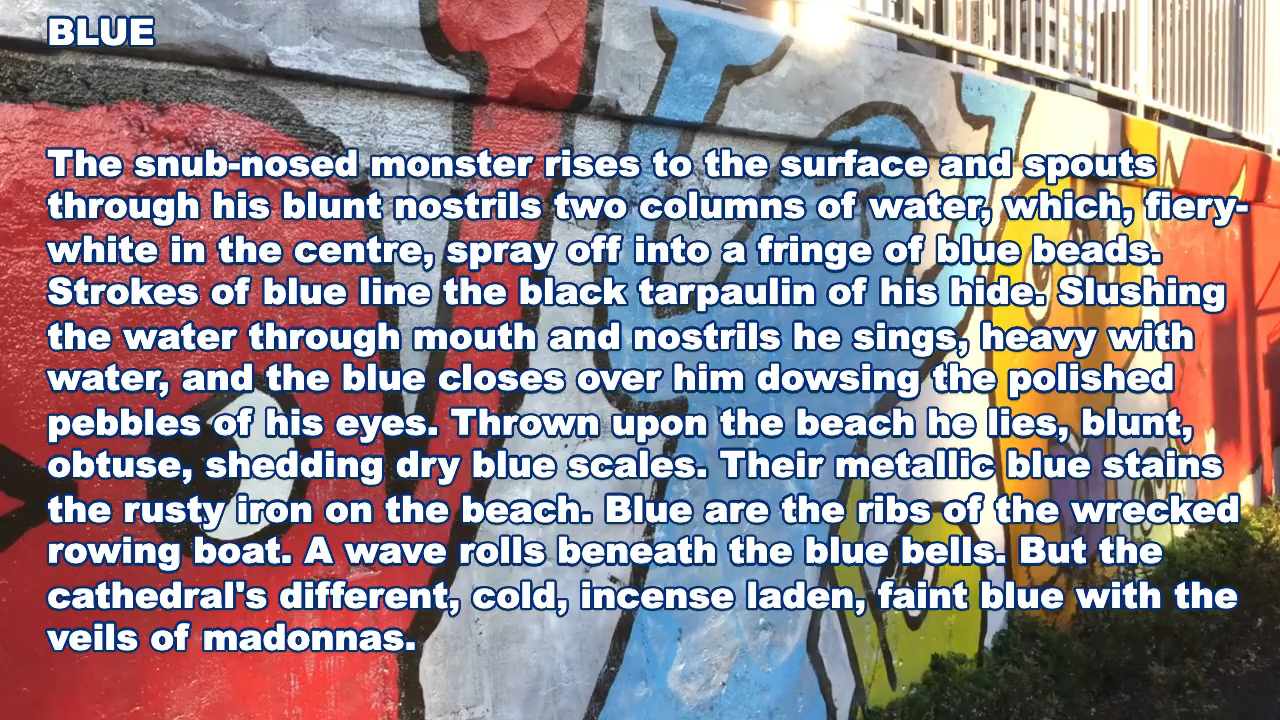 BLUE
The snub-nosed monster rises to the surface and spouts
through his blunt nostrils two columns of water, which, fiery-
white in the centre, spray off into a fringe of blue beads.
Strokes of blue line the black tarpaulin of his hide. Slushing
the water through mouth and nostrils he sings, heavy with
water, and the blue closes over him dowsing the polished
pebbles of his eyes. Thrown upon the beach he lies, blunt,
obtuse, shedding dry blue scales. Their metallic blue stains
the rusty iron on the beach. Blue are the ribs of the wrecked
rowing boat. A wave rolls beneath the blue bells. But the
cathedral's different, cold, incense laden, faint blue with the
veils of madonnas.